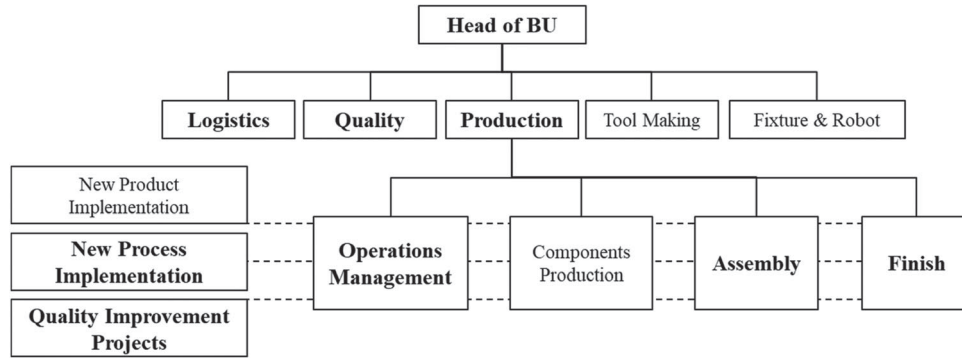 Head of BU
Logistics
Quality
Production
Tool Making
Fixture & Robot
New Product
Implementation
New Process
Implementation
Quality Improvement
Projects
Operations
Management
Components
Production
Assembly
Finish